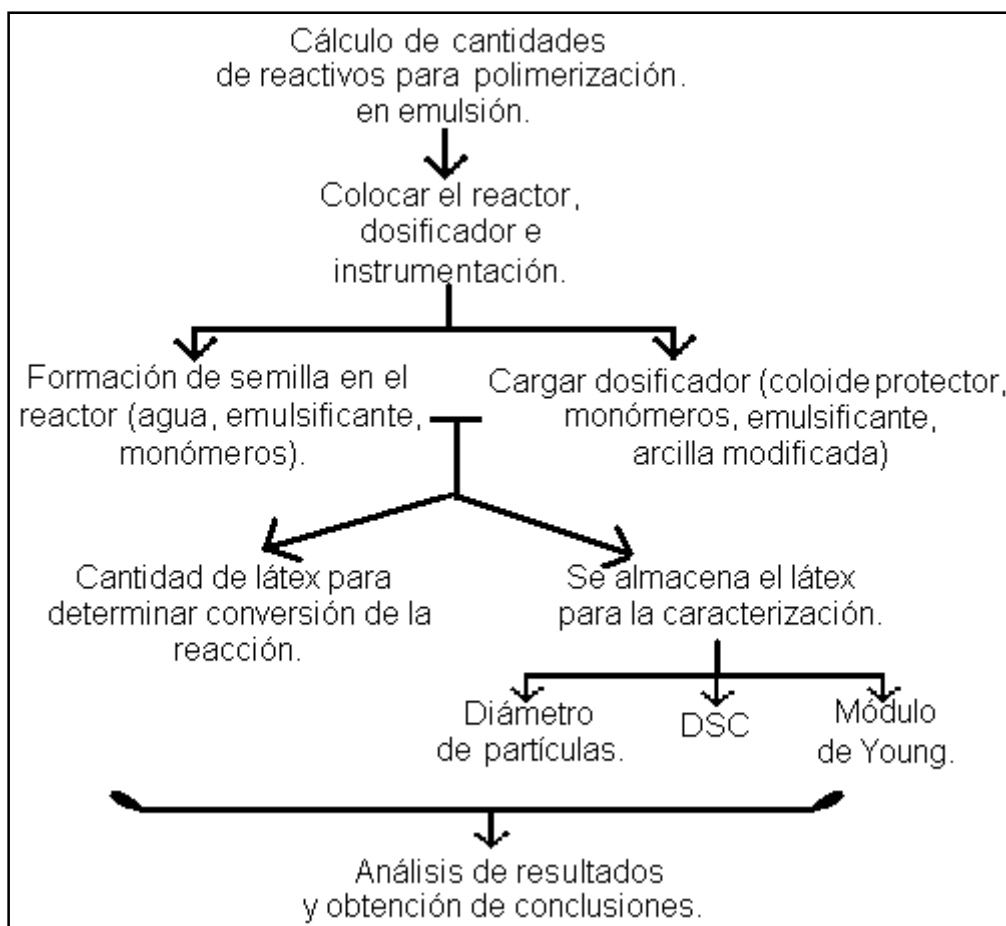 Cálculo de cantidades
de reactivos para polimerización.
en emulsión.
Colocar el reactor,
dosificador e
instrumentación.
Formación de semilla en el
reactor (agua, emulsificante,
monómeros).
Cargar dosificador (coloide protector,
monómeros, emulsificante,
arcilla modificada)
Cantidad de látex para
determinar conversión de la
reacción.
Se almacena el látex
para la caracterización.
Diámetro
de partículas.
DSC
Módulo
de Young.
Análisis de resultados
y obtención de conclusiones.